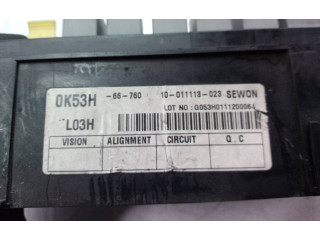 0K53H -66-760 10-011113-023 SEWON
LOT NO : G053H0111200064
L03H
VISION ALIGNMENT CIRCUIT Q.C